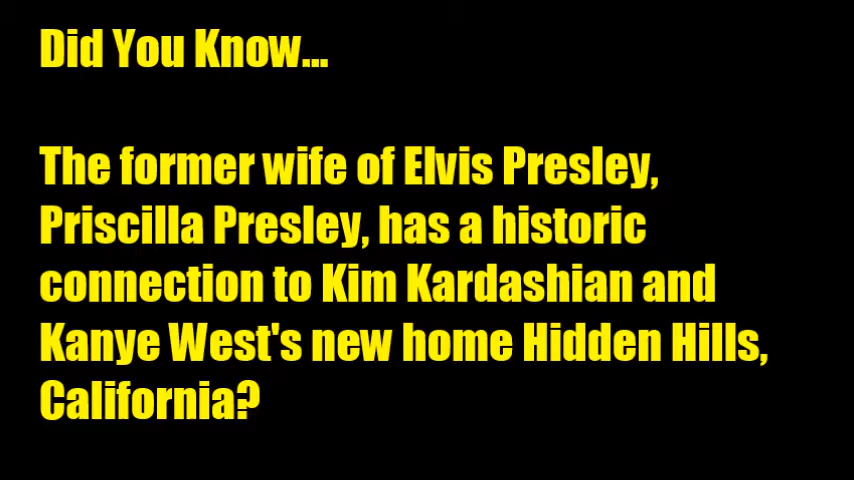 Did You Know...
The former wife of Elvis Presley,
Priscilla Presley, has a historic
connection to Kim Kardashian and
Kanye West's new home Hidden Hills,
California?